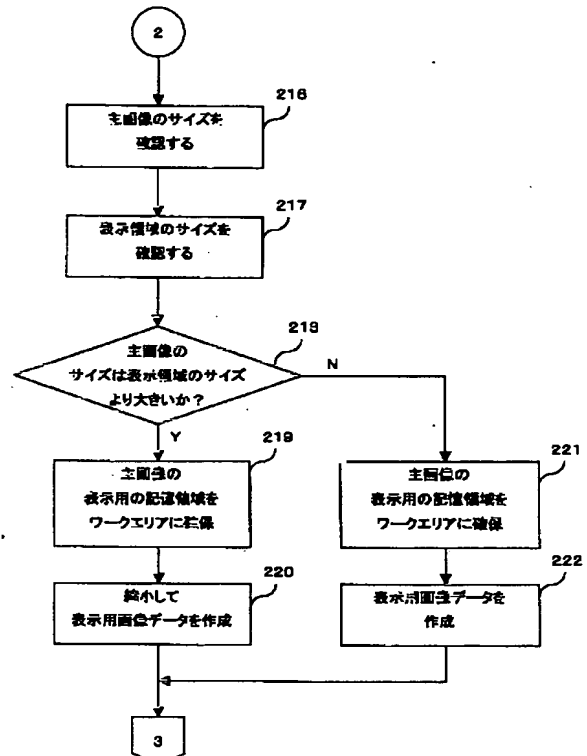 2
216
主画像のサイズを
確認する
217
表示領域のサイズを
確認する
218
主画像の
サイズは表示領域のサイズ
より大きいか？
N
Y
219
主画像の
表示用の記憶領域を
ワークエリアに確保
220
縮小して
表示用画像データを作成
221
主画像の
表示用の記憶領域を
ワークエリアに確保
222
表示用画像データを
作成
3